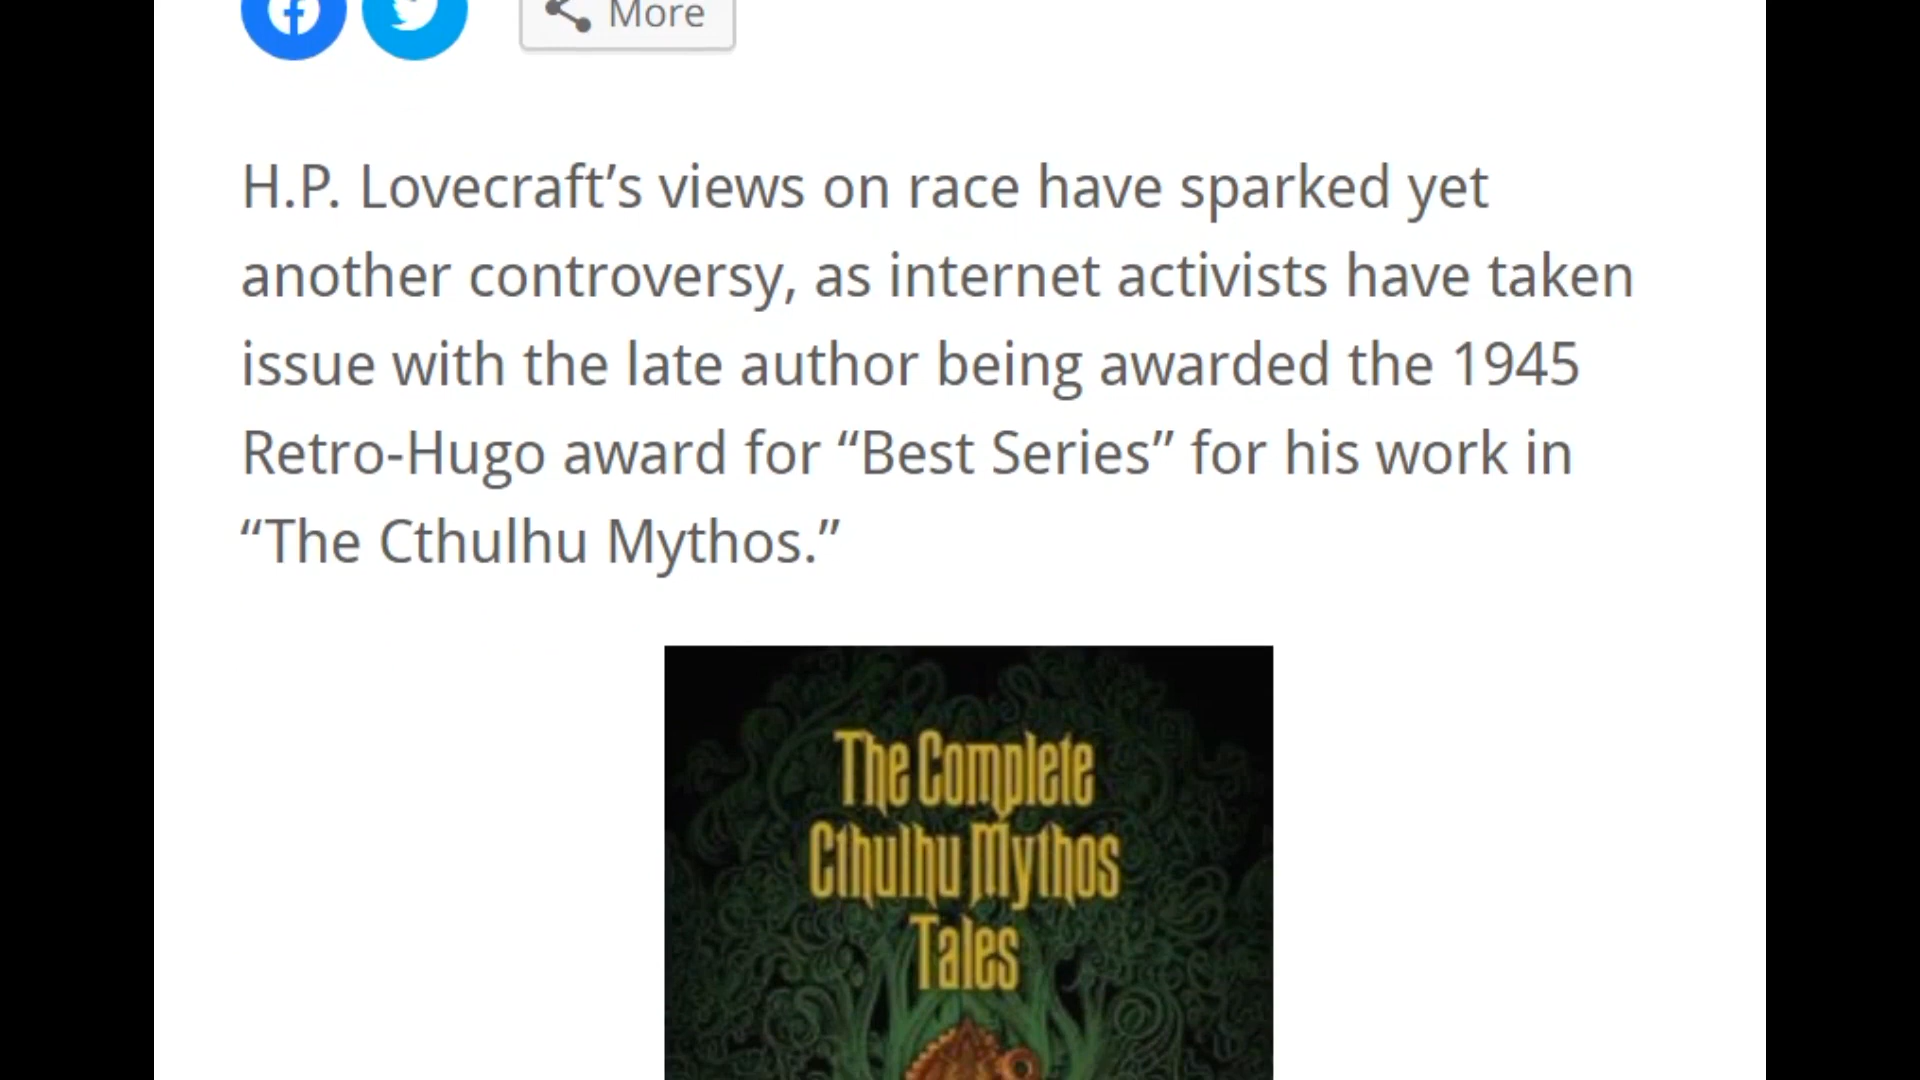 More
H.P. Lovecraft’s views on race have sparked yet
another controversy, as internet activists have taken
issue with the late author being awarded the 1945
Retro-Hugo award for “Best Series” for his work in
“The Cthulhu Mythos.”
The Complete
Cthulhu Mythos
Tales